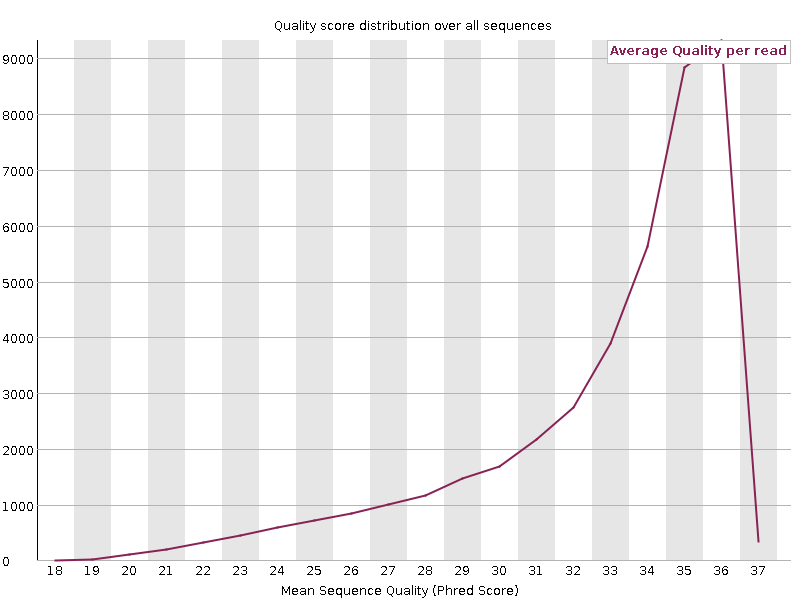 Quality score distribution over all sequences
Average Quality per read
9000
8000
7000
6000
5000
4000
3000
2000
1000
0
18 19 20 21 22 23 24 25 26 27 28 29 30 31 32 33 34 35 36 37
Mean Sequence Quality (Phred Score)